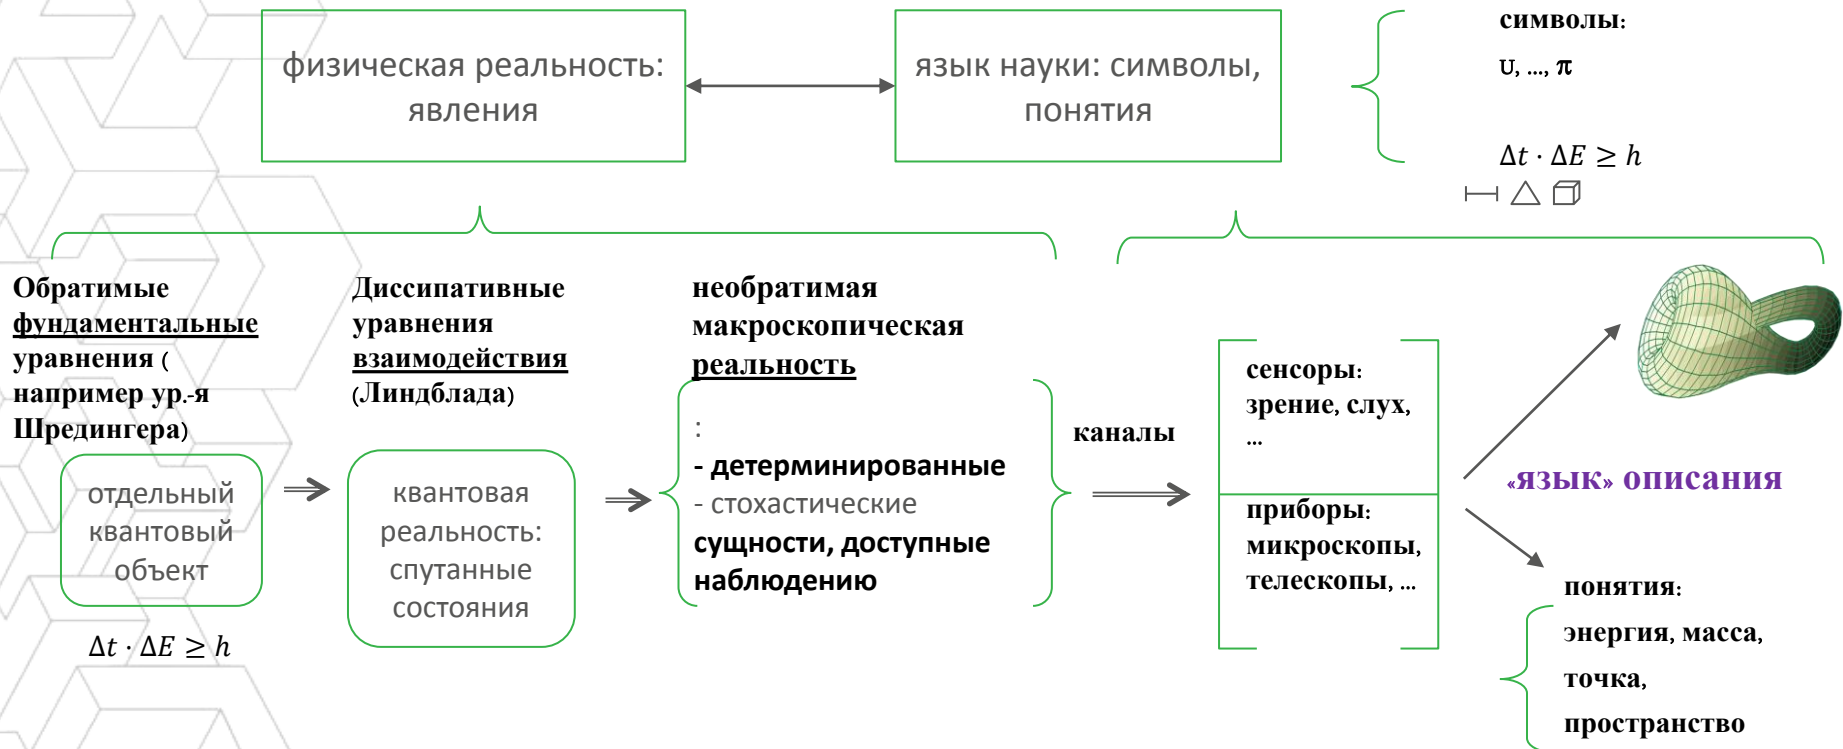 физическая реальность:
явления
язык науки: символы,
понятия
символы:
υ, ..., π
Δt · ΔE ≥ h
Обратимые
фундаментальные
уравнения (
например ур.-я
Шредингера)
отдельный
квантовый
объект
Δt · ΔE ≥ h
Диссипативные
уравнения
взаимодействия
(Линдблада)
квантовая
реальность:
спутанные
состояния
необратимая
макроскопическая
реальность
:
- детерминированные
- стохастические
сущности, доступные
наблюдению
каналы
сенсоры:
зрение, слух,
...
приборы:
микроскопы,
телескопы, ...
«язык» описания
понятия:
энергия, масса,
точка,
пространство